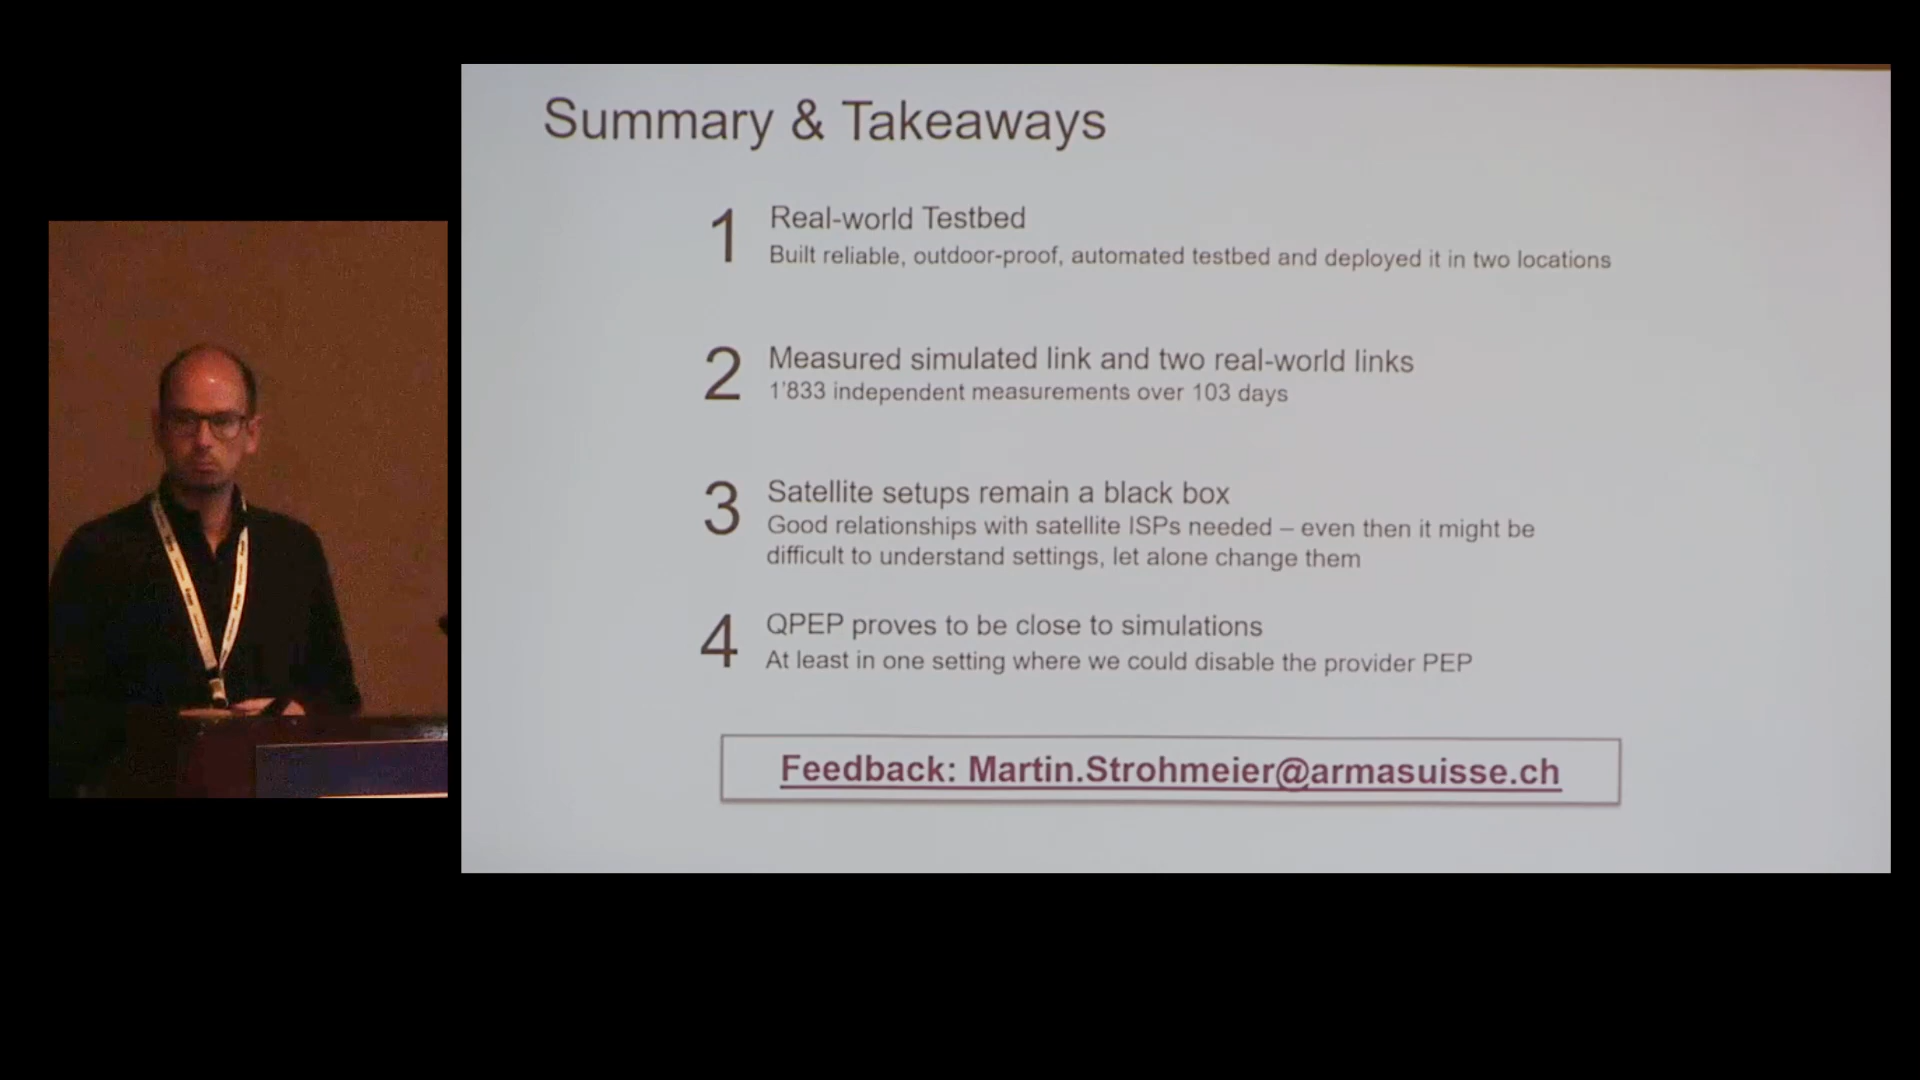 Summary & Takeaways
1
Real-world Testbed
Built reliable, outdoor-proof, automated testbed and deployed it in two locations
2
Measured simulated link and two real-world links
1'833 independent measurements over 103 days
3
Satellite setups remain a black box
Good relationships with satellite ISPs needed – even then it might be
difficult to understand settings, let alone change them
4
QPEP proves to be close to simulations
At least in one setting where we could disable the provider PEP
Feedback: Martin.Strohmeier@armasuisse.ch